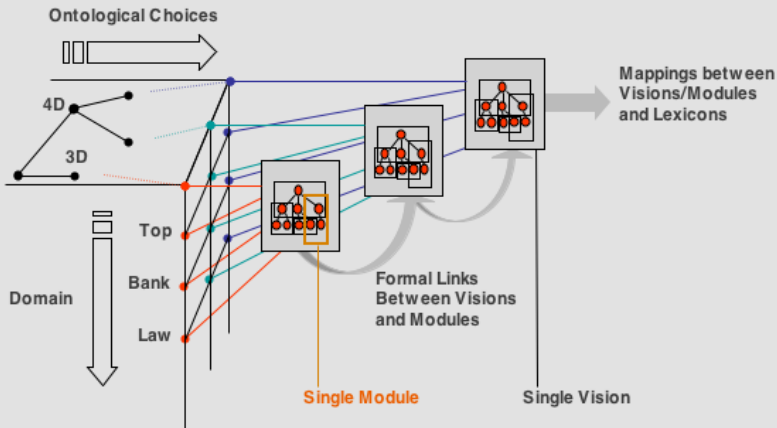 Ontological Choices
Mappings between
Visions/Modules
and Lexicons
4D
3D
Top
Bank
Law
Domain
Formal Links
Between Visions
and Modules
Single Module
Single Vision